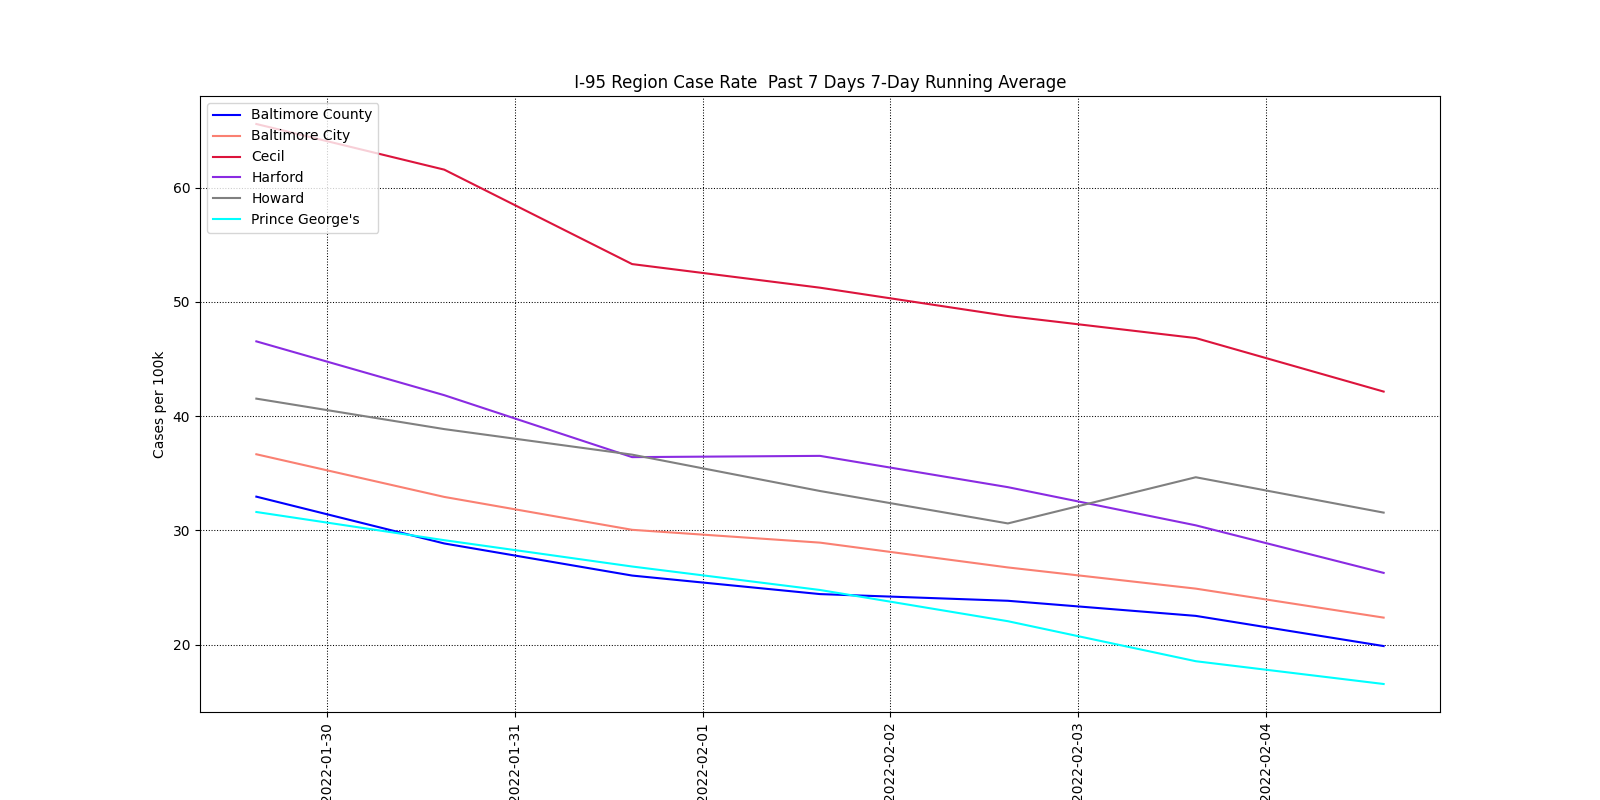 I-95 Region Case Rate  Past 7 Days 7-Day Running Average
Baltimore County
Baltimore City
Cecil
Harford
Howard
Prince George's
60
50
40
30
20
Cases per 100k
2022-01-30
2022-01-31
2022-02-01
2022-02-02
2022-02-03
2022-02-04